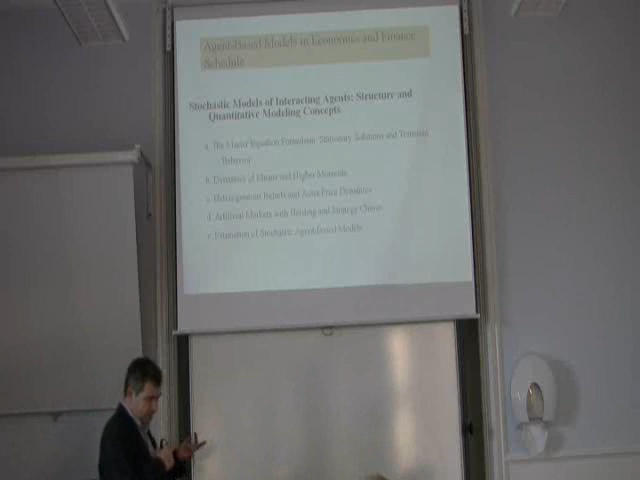 Agent-Based Models in Economics and Finance
Schedule
Stochastic Models of Interacting Agents: Structure and
Quantitative Modeling Concepts
a. The Master Equation Formalism: Stationary Solutions and Transient
Behavior
b. Dynamics of Means and Higher Moments
c. Heterogeneous Beliefs and Asset Price Dynamics
d. Artificial Markets with Herding and Strategy Choice
e. Estimation of Stochastic Agent-based Models